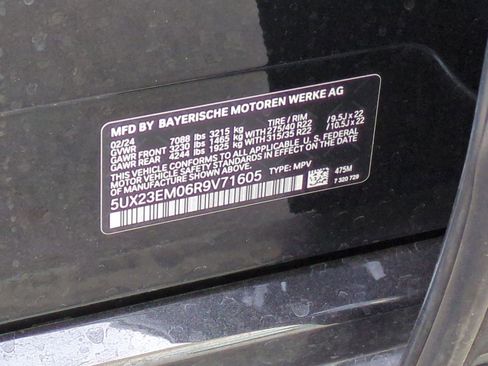 MFD BY BAYERISCHE MOTOREN WERKE AG
02/24 TIRE / RIM
GVWR 7088 lbs 3215 kg
GAWR FRONT 3230 lbs 1465 kg WITH 275/40 R22 / 9.5J x 22
GAWR REAR 4244 lbs 1925 kg WITH 315/35 R22 / 10.5J x 22
THIS VEHICLE CONFORMS TO ALL APPLICABLE U. S. FEDERAL
MOTOR VEHICLE SAFETY STANDARDS IN EFFECT ON THE DATE
OF MANUFACTURE SHOWN ABOVE.
5UX23EM06R9V71605 TYPE: MPV
475M
7 320 729